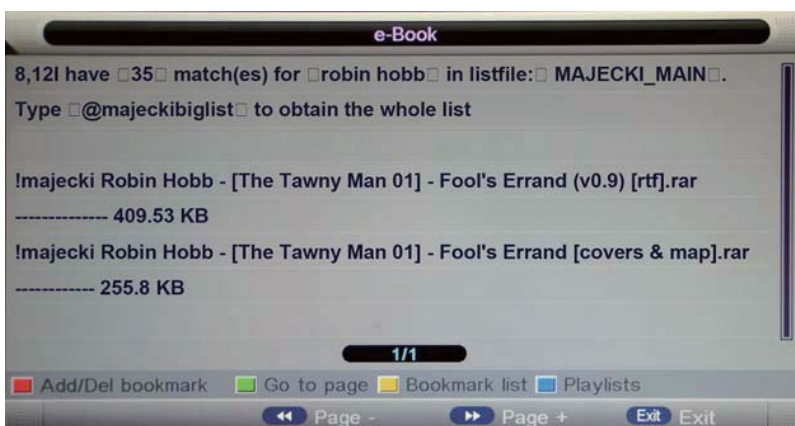 e-Book
8,12I have □35□ match(es) for □robin hobb□ in listfile:□ MAJECKI_MAIN□.
Type □@majeckibiglist□ to obtain the whole list
!majecki Robin Hobb - [The Tawny Man 01] - Fool's Errand (v0.9) [rtf].rar
-------------- 409.53 KB
!majecki Robin Hobb - [The Tawny Man 01] - Fool's Errand [covers & map].rar
------------ 255.8 KB
1/1
Add/Del bookmark Go to page Bookmark list Playlists
Page - Page + Exit Exit